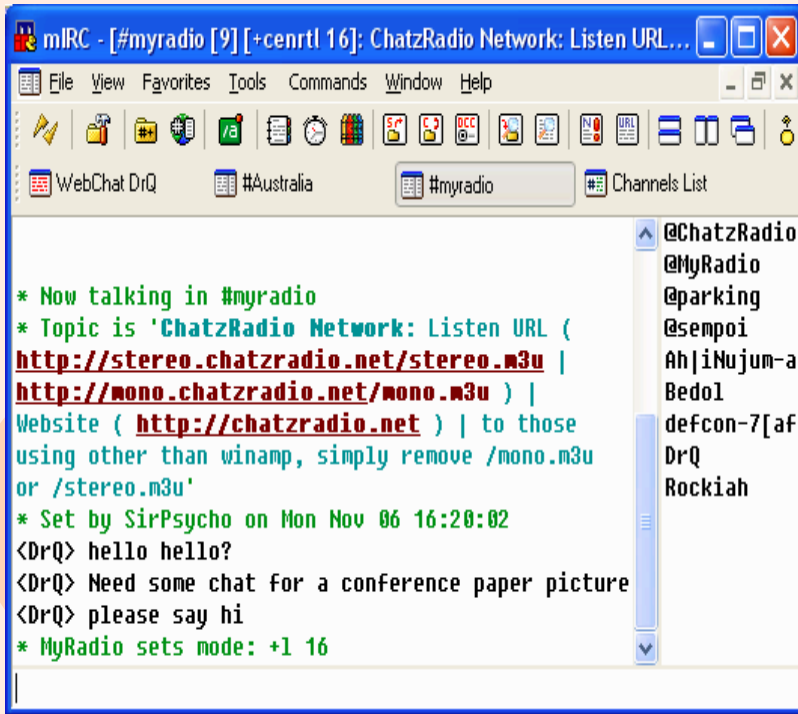 mIRC - [#myradio [9] [+cenrtl 16]: ChatzRadio Network: Listen URL...
File View Favorites Tools Commands Window Help
WebChat DrQ #Australia #myradio Channels List
* Now talking in #myradio
* Topic is 'ChatzRadio Network: Listen URL (
http://stereo.chatzradio.net/stereo.m3u |
http://mono.chatzradio.net/mono.m3u ) |
Website ( http://chatzradio.net ) | to those
using other than winamp, simply remove /mono.m3u
or /stereo.m3u'
* Set by SirPsycho on Mon Nov 06 16:20:02
<DrQ> hello hello?
<DrQ> Need some chat for a conference paper picture
<DrQ> please say hi
* MyRadio sets mode: +l 16
@ChatzRadio
@MyRadio
@parking
@sempoi
Ah|iNujum-a
Bedol
defcon-7[af
DrQ
Rockiah